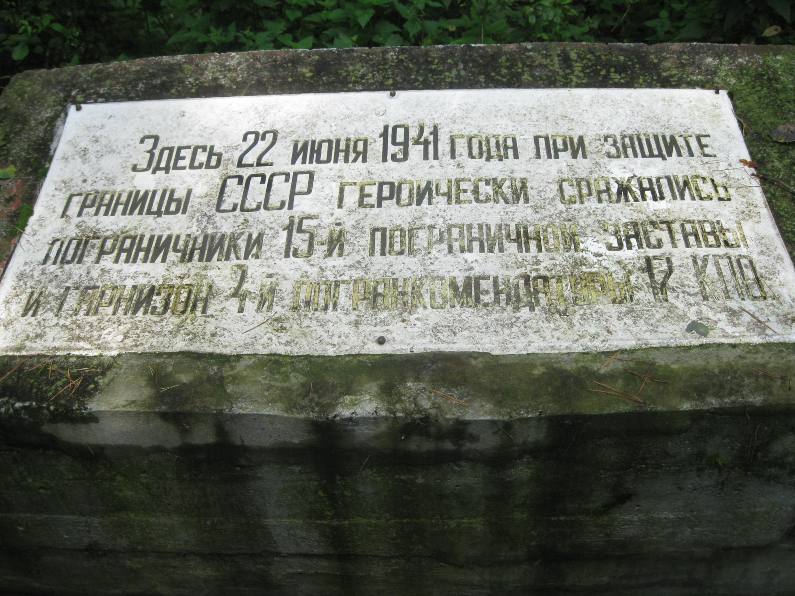 Здесь 22 июня 1941 года при защите
границы СССР героически сражались
пограничники 15-й пограничной заставы
и гарнизон 4-й погранкомендатуры 17 КПО.